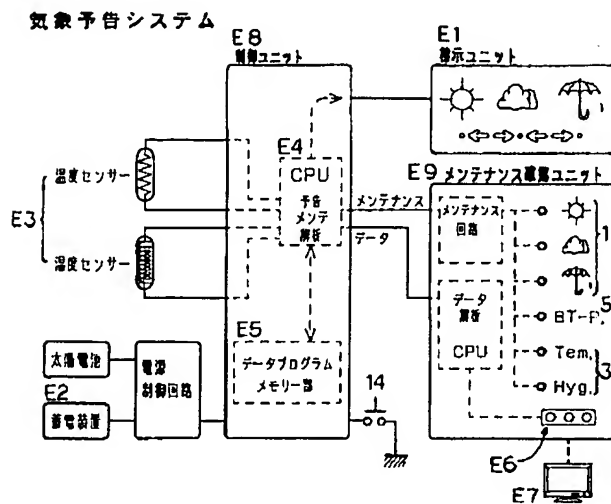 気象予告システム
E8
制御ユニット
E1
表示ユニット
E4
CPU
予告
メンテ
解析
E3
温度センサー
湿度センサー
メンテナンス
データ
E9
メンテナンス確認ユニット
メンテナンス
回路
1
5
BT-P.
データ
解析
CPU
Tem.
3
Hyg.
E5
データプログラム
メモリー部
太陽電池
E2
蓄電装置
電源
制御回路
14
E6
E7